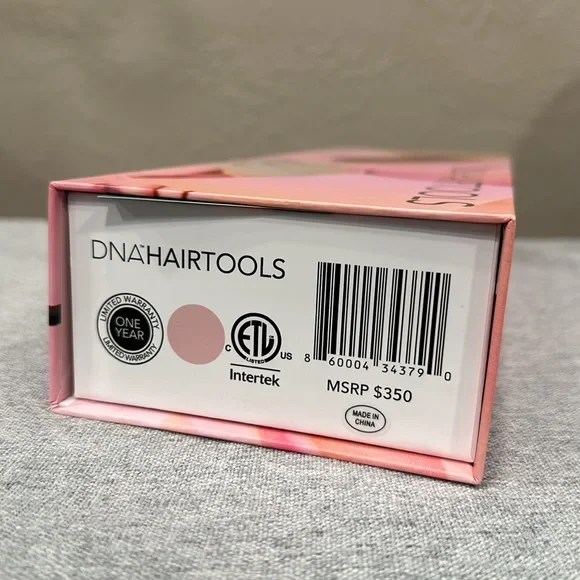 DNA™HAIRTOOLS
LIMITED WARRANTY
ONE
YEAR
LIMITED WARRANTY
C
ETL
LISTED
US
Intertek
8 60004 34379 0
MSRP $350
MADE IN
CHINA